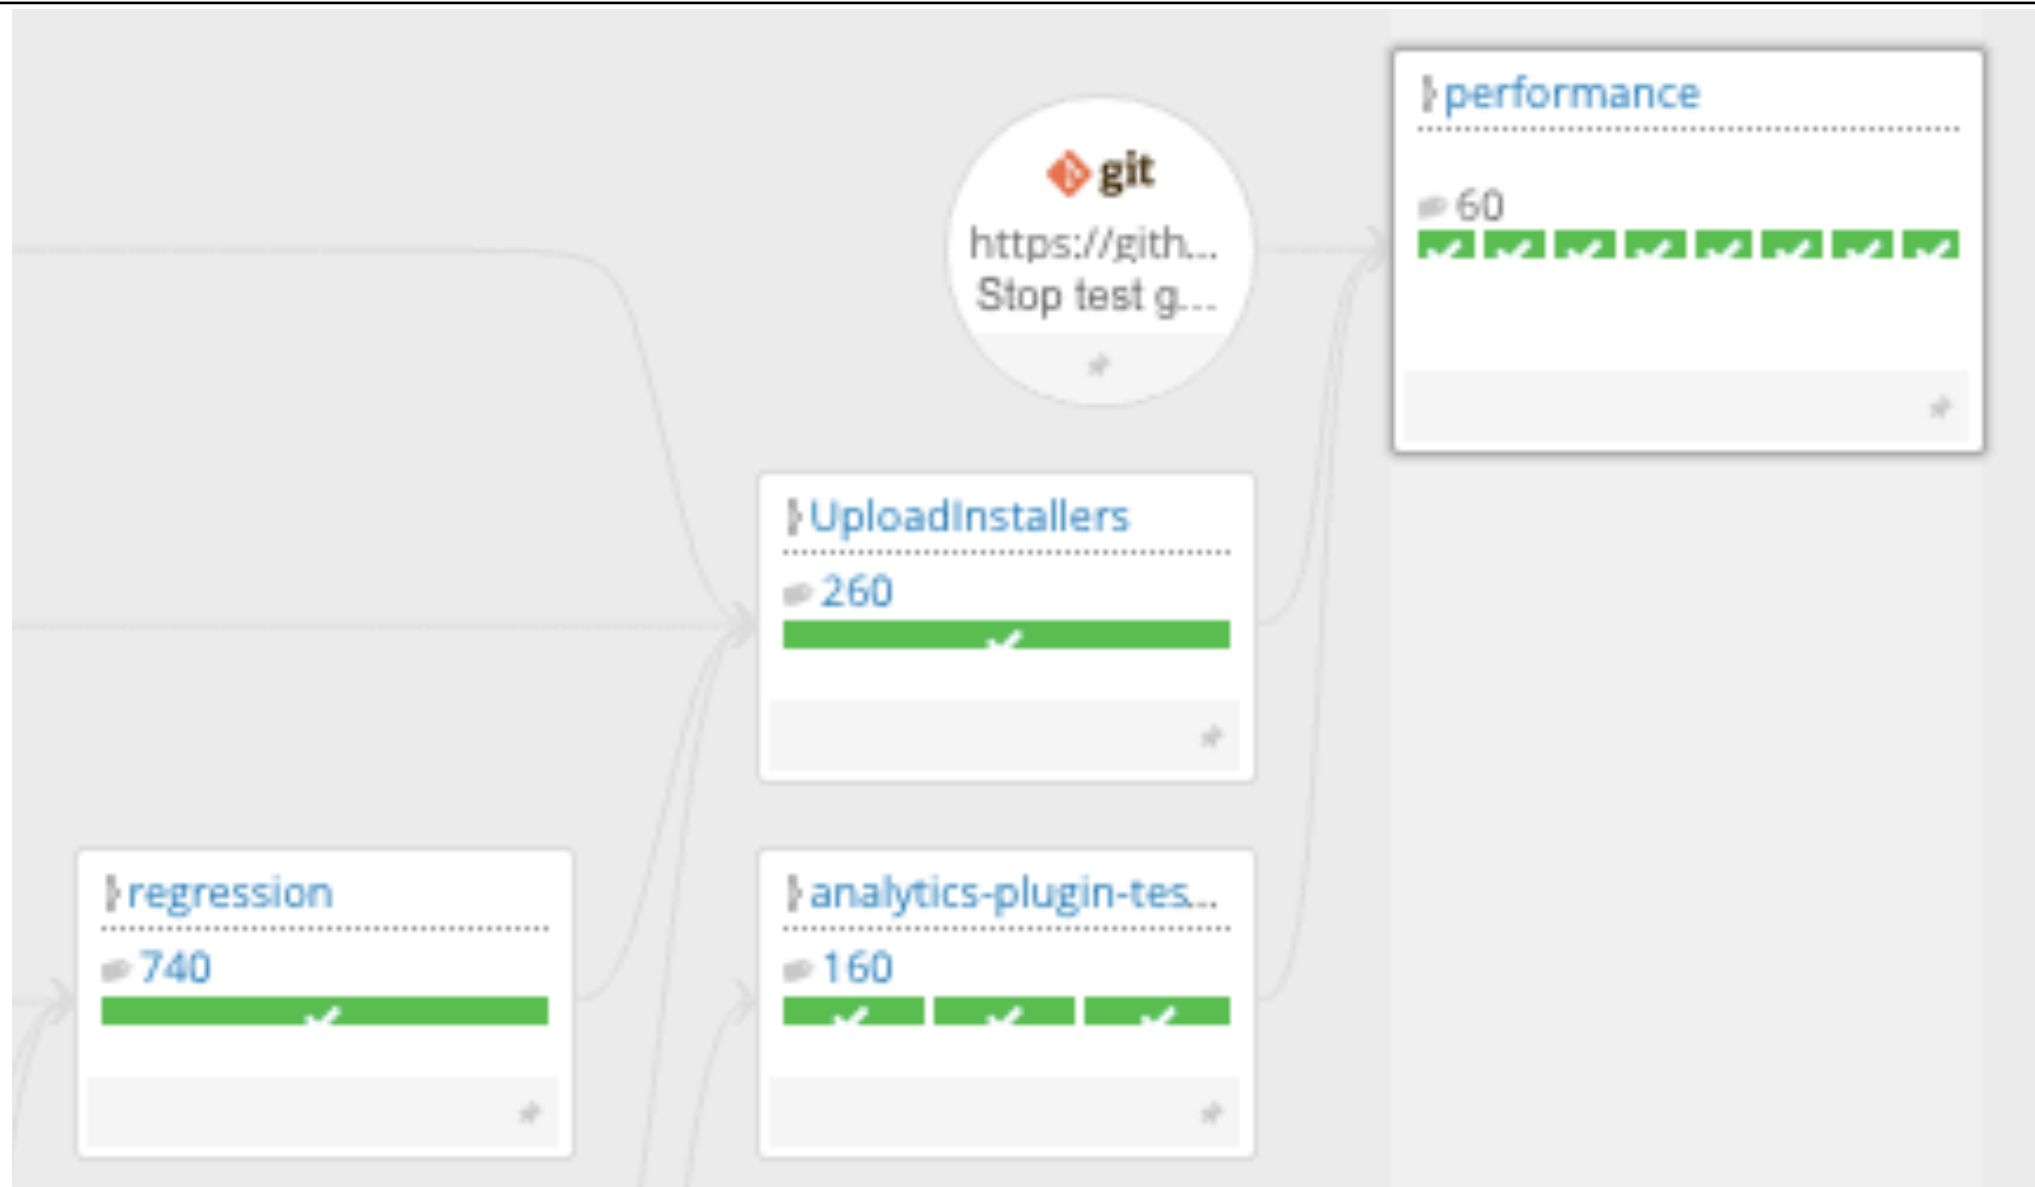 performance
git
60
https://gith...
Stop test g....
UploadInstallers
260
regression
analytics-plugin-tes...
740
160